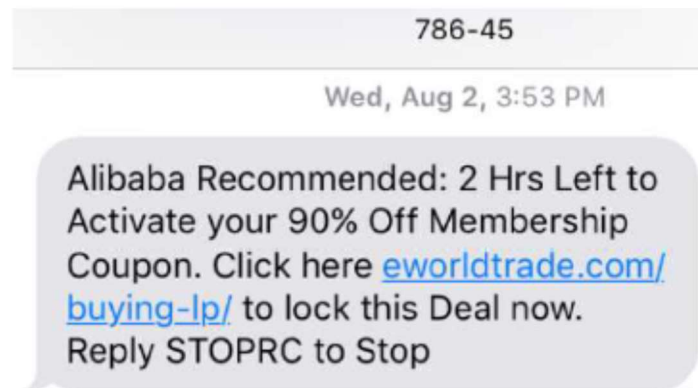 786-45
Wed, Aug 2, 3:53 PM
Alibaba Recommended: 2 Hrs Left to
Activate your 90% Off Membership
Coupon. Click here eworldtrade.com/
buying-lp/ to lock this Deal now.
Reply STOPRC to Stop